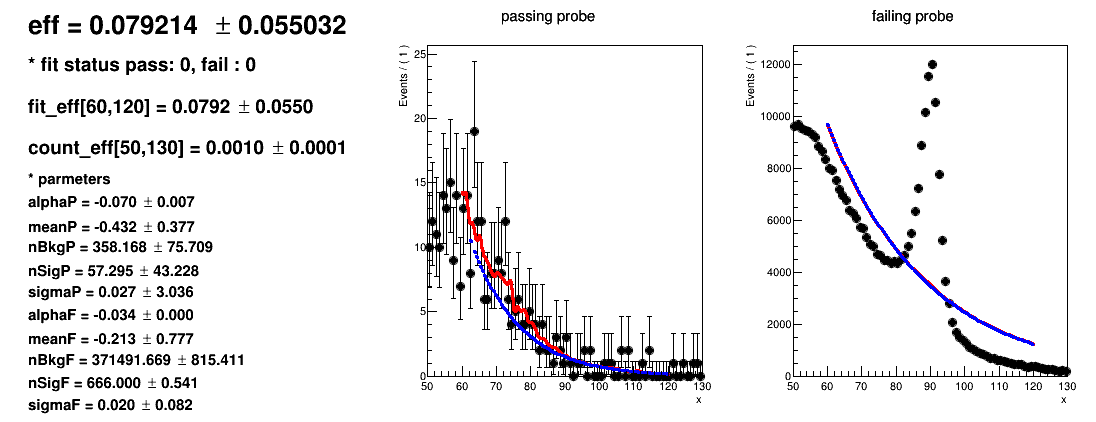 eff = 0.079214 ± 0.055032
* fit status pass: 0, fail : 0
fit_eff[60,120] = 0.0792 ± 0.0550
count_eff[50,130] = 0.0010 ± 0.0001
* parmeters
alphaP = -0.070 ± 0.007
meanP = -0.432 ± 0.377
nBkgP = 358.168 ± 75.709
nSigP = 57.295 ± 43.228
sigmaP = 0.027 ± 3.036
alphaF = -0.034 ± 0.000
meanF = -0.213 ± 0.777
nBkgF = 371491.669 ± 815.411
nSigF = 666.000 ± 0.541
sigmaF = 0.020 ± 0.082
passing probe
Events / ( 1 )
25
20
15
10
5
0
50 60 70 80 90 100 110 120 130
x
failing probe
Events / ( 1 )
12000
10000
8000
6000
4000
2000
0
50 60 70 80 90 100 110 120 130
x